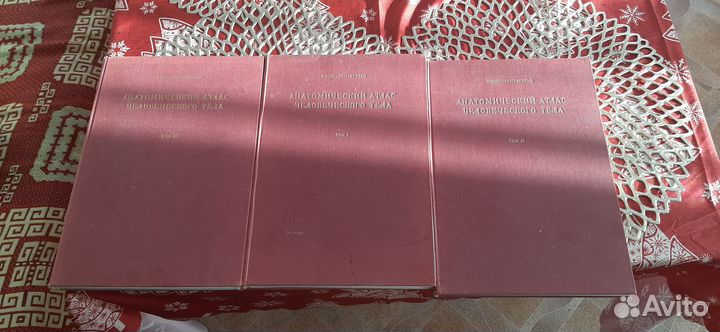 АНАТОМИЧЕСКИЙ АТЛАС
ЧЕЛОВЕЧЕСКОГО ТЕЛА
ТОМ III
АНАТОМИЧЕСКИЙ АТЛАС
ЧЕЛОВЕЧЕСКОГО ТЕЛА
ТОМ I
АНАТОМИЧЕСКИЙ АТЛАС
ЧЕЛОВЕЧЕСКОГО ТЕЛА
ТОМ II
Avito